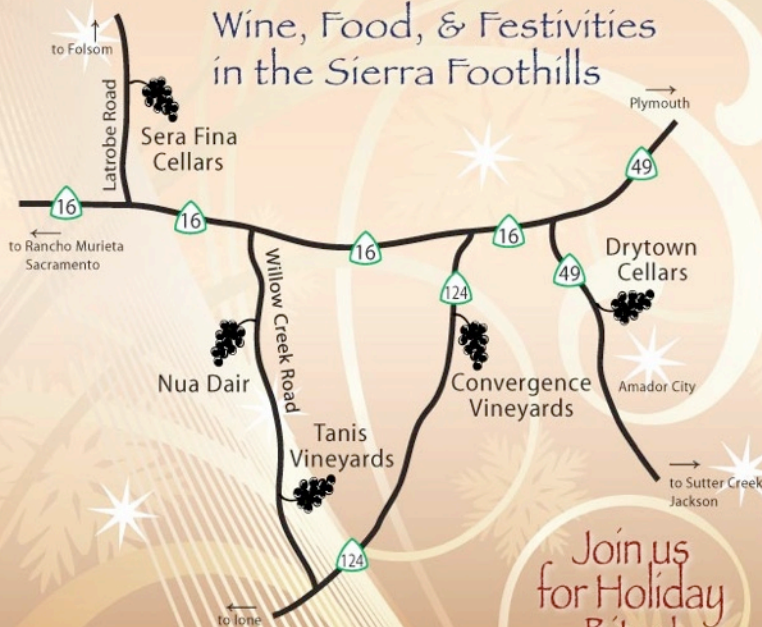 Wine, Food, & Festivities
in the Sierra Foothills
to Folsom
Latrobe Road
Sera Fina
Cellars
Plymouth
49
16
16
16
16
to Rancho Murieta
Sacramento
Willow Creek Road
124
49
Drytown
Cellars
Nua Dair
Convergence
Vineyards
Amador City
Tanis
Vineyards
to Sutter Creek
Jackson
124
to Ione
Join us
for Holiday